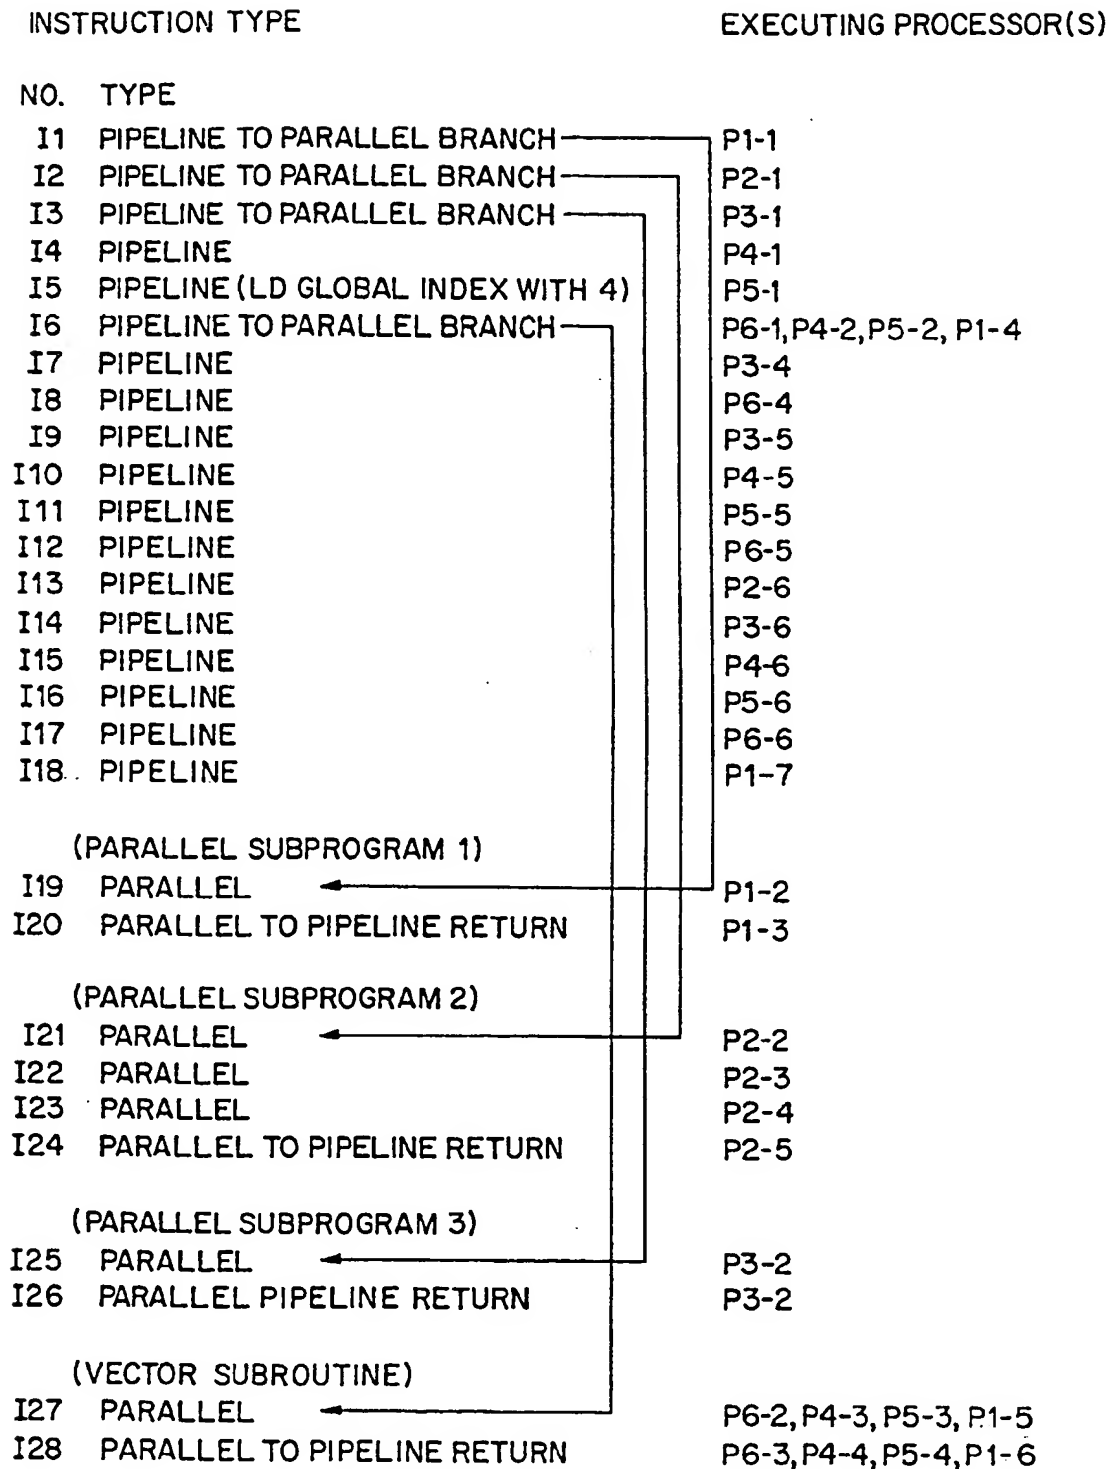 INSTRUCTION TYPE EXECUTING PROCESSOR(S)
NO. TYPE
I1 PIPELINE TO PARALLEL BRANCH P1-1
I2 PIPELINE TO PARALLEL BRANCH P2-1
I3 PIPELINE TO PARALLEL BRANCH P3-1
I4 PIPELINE P4-1
I5 PIPELINE (LD GLOBAL INDEX WITH 4) P5-1
I6 PIPELINE TO PARALLEL BRANCH P6-1, P4-2, P5-2, P1-4
I7 PIPELINE P3-4
I8 PIPELINE P6-4
I9 PIPELINE P3-5
I10 PIPELINE P4-5
I11 PIPELINE P5-5
I12 PIPELINE P6-5
I13 PIPELINE P2-6
I14 PIPELINE P3-6
I15 PIPELINE P4-6
I16 PIPELINE P5-6
I17 PIPELINE P6-6
I18 PIPELINE P1-7
(PARALLEL SUBPROGRAM 1)
I19 PARALLEL P1-2
I20 PARALLEL TO PIPELINE RETURN P1-3
(PARALLEL SUBPROGRAM 2)
I21 PARALLEL P2-2
I22 PARALLEL P2-3
I23 PARALLEL P2-4
I24 PARALLEL TO PIPELINE RETURN P2-5
(PARALLEL SUBPROGRAM 3)
I25 PARALLEL P3-2
I26 PARALLEL PIPELINE RETURN P3-2
(VECTOR SUBROUTINE)
I27 PARALLEL P6-2, P4-3, P5-3, P1-5
I28 PARALLEL TO PIPELINE RETURN P6-3, P4-4, P5-4, P1-6